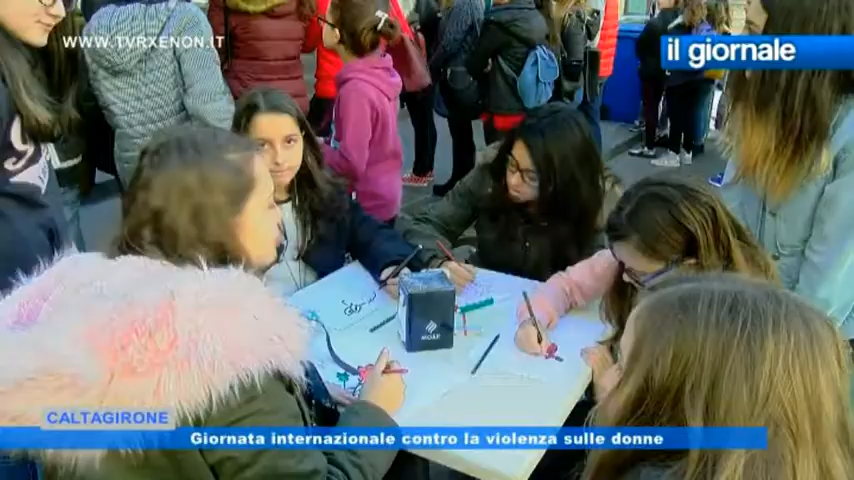 WWW.TVRXENON.IT
il giornale
CALTAGIRONE
Giornata internazionale contro la violenza sulle donne